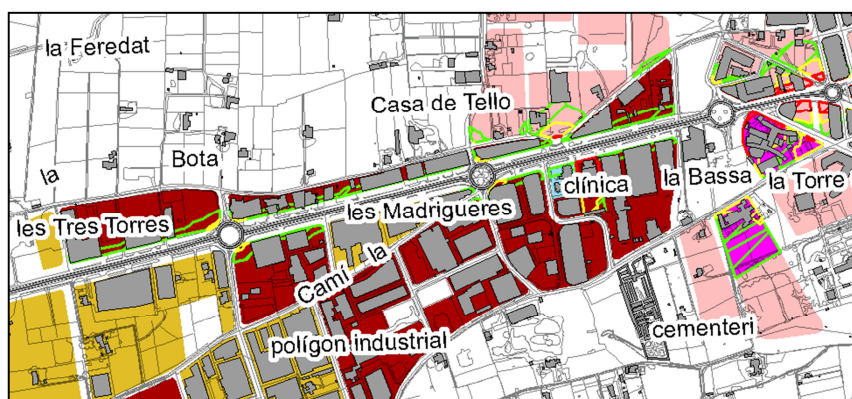 la Feredat
Casa de Tello
la
Bota
clínica
la Bassa
la Torre
les Tres Torres
les Madrigueres
Camí la
polígon industrial
cementeri